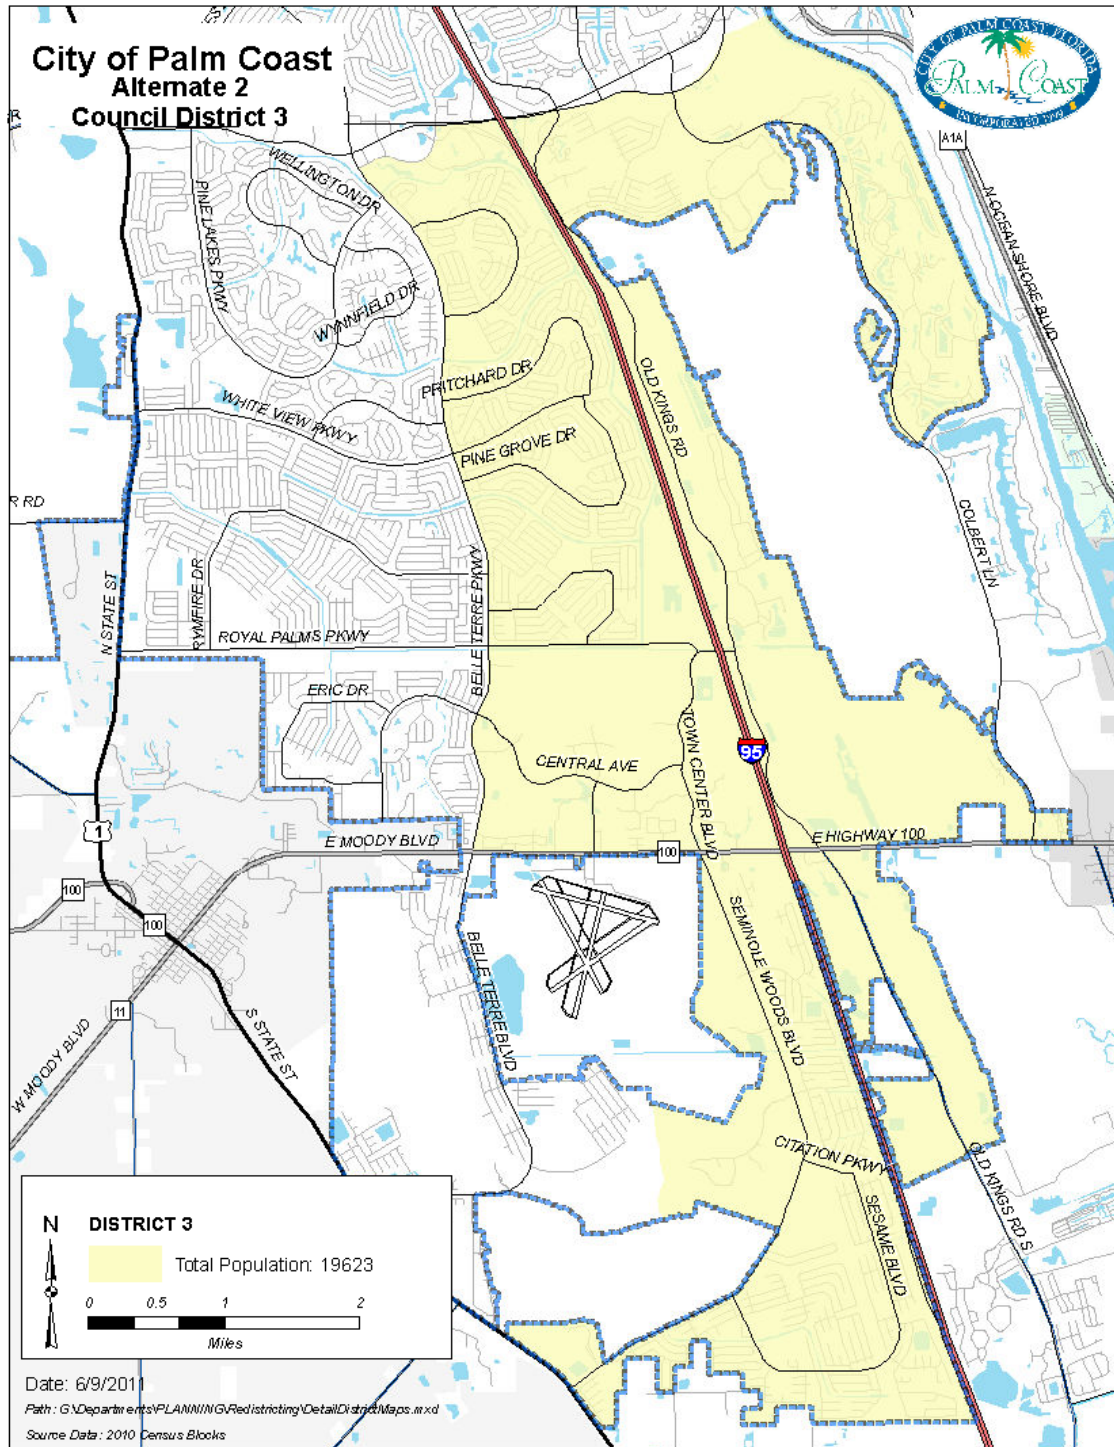 City of Palm Coast
Alternate 2
Council District 3
CITY OF PALM COAST, FLORIDA
PALM COAST
INCORPORATED 1999
A1A
N OCEAN SHORE BLVD
WELLINGTON DR
PINE LAKES PKWY
WYNNFIELD DR
PRITCHARD DR
WHITE VIEW PKWY
PINE GROVE DR
OLD KINGS RD
R RD
COLBERT LN
N STATE ST
RYMFIRE DR
ROYAL PALMS PKWY
BELLE TERRE PKWY
ERIC DR
CENTRAL AVE
TOWN CENTER BLVD
95
1
E MOODY BLVD
100
E HIGHWAY 100
100
100
SEMINOLE WOODS BLVD
BELLE TERRE BLVD
11
W MOODY BLVD
S STATE ST
CITATION PKWY
SESAME BLVD
OLD KINGS RD S
N
DISTRICT 3
Total Population: 19623
0 0.5 1 2
Miles
Date: 6/9/2011
Path: G:\Departments\PLANNING\Redistricting\DetailDistrictMaps.mxd
Source Data: 2010 Census Blocks